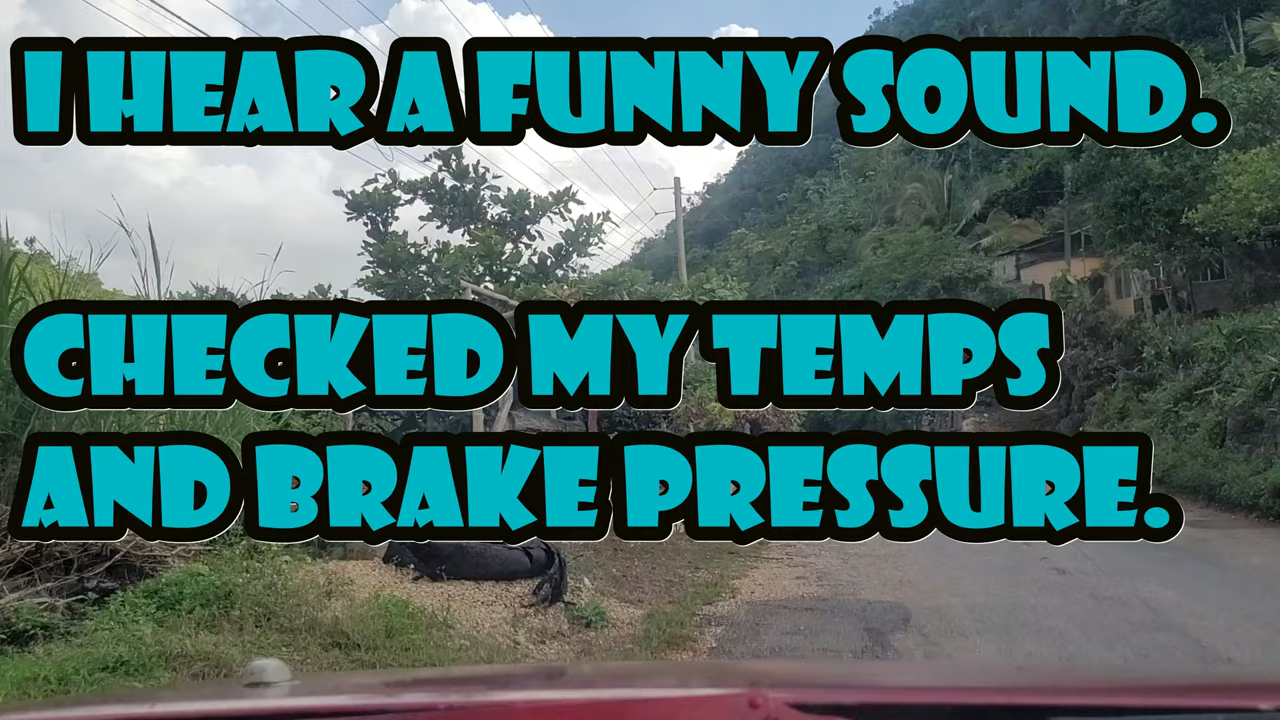 I HEAR A FUNNY SOUND.
CHECKED MY TEMPS
AND BRAKE PRESSURE.